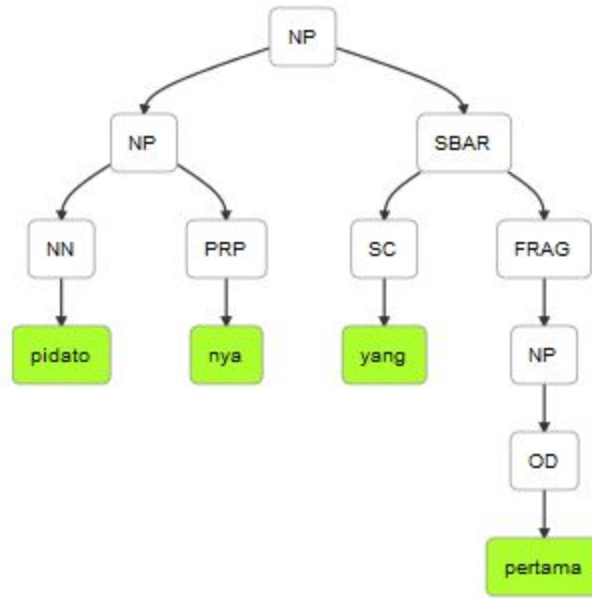 NP
NP SBAR
NN PRP SC FRAG
pidato nya yang NP
OD
pertama